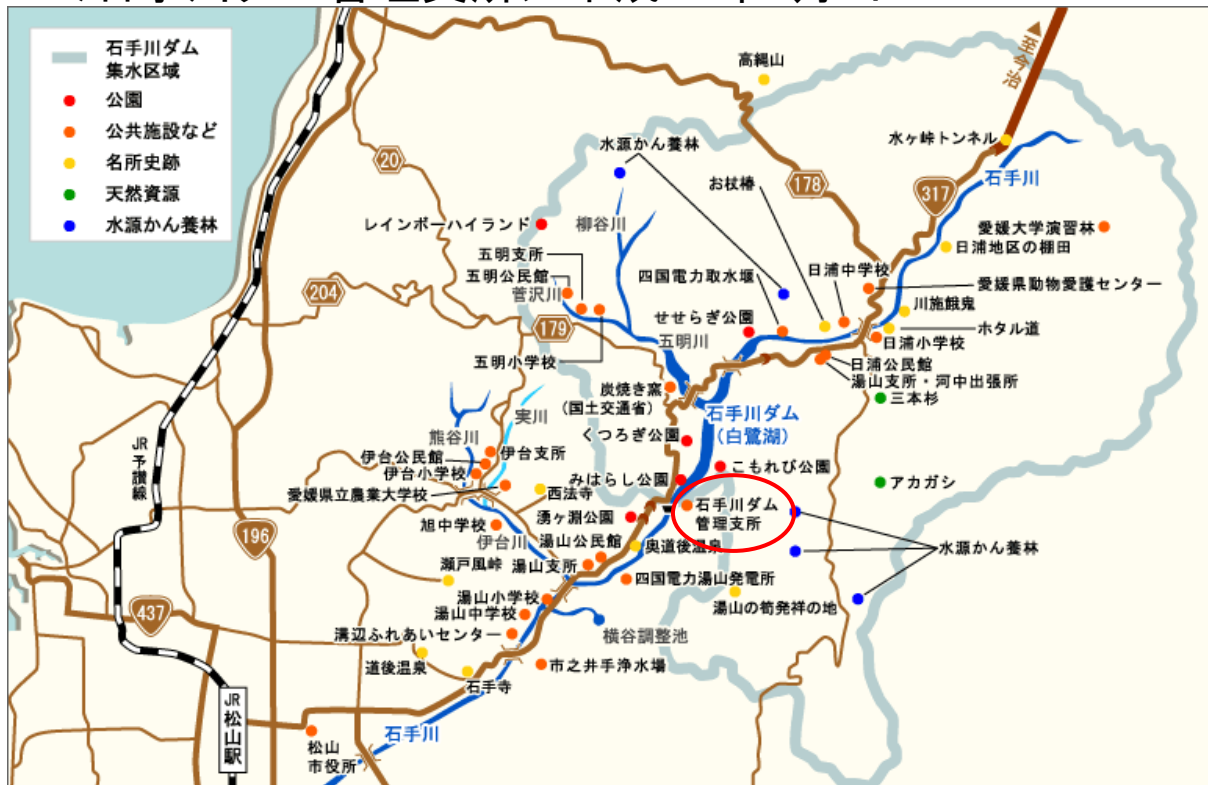 石手川ダム
集水区域
公園
公共施設など
名所史跡
天然資源
水源かん養林
高縄山
至今治
水ヶ峠トンネル
水源かん養林
20
お杖椿
178
317
石手川
レインボーハイランド
柳谷川
愛媛大学演習林
日浦地区の棚田
五明支所
五明公民館
四国電力取水堰
日浦中学校
愛媛県動物愛護センター
菅沢川
204
川施餓鬼
せせらぎ公園
179
五明川
ホタル道
日浦小学校
五明小学校
日浦公民館
湯山支所・河中出張所
炭焼き窯
(国土交通省)
三本杉
石手川ダム
(白鷺湖)
実川
熊谷川
くつろぎ公園
伊台支所
伊台公民館
伊台小学校
JR予讃線
こもれび公園
みはらし公園
アカガシ
愛媛県立農業大学校
西法寺
石手川ダム
管理支所
湧ヶ淵公園
旭中学校
196
伊台川
湯山公民館
奥道後温泉
水源かん養林
瀬戸風峠
湯山支所
四国電力湯山発電所
湯山小学校
湯山の筍発祥の地
437
湯山中学校
溝辺ふれあいセンター
横谷調整池
道後温泉
市之井手浄水場
石手寺
JR松山駅
石手川
松山
市役所